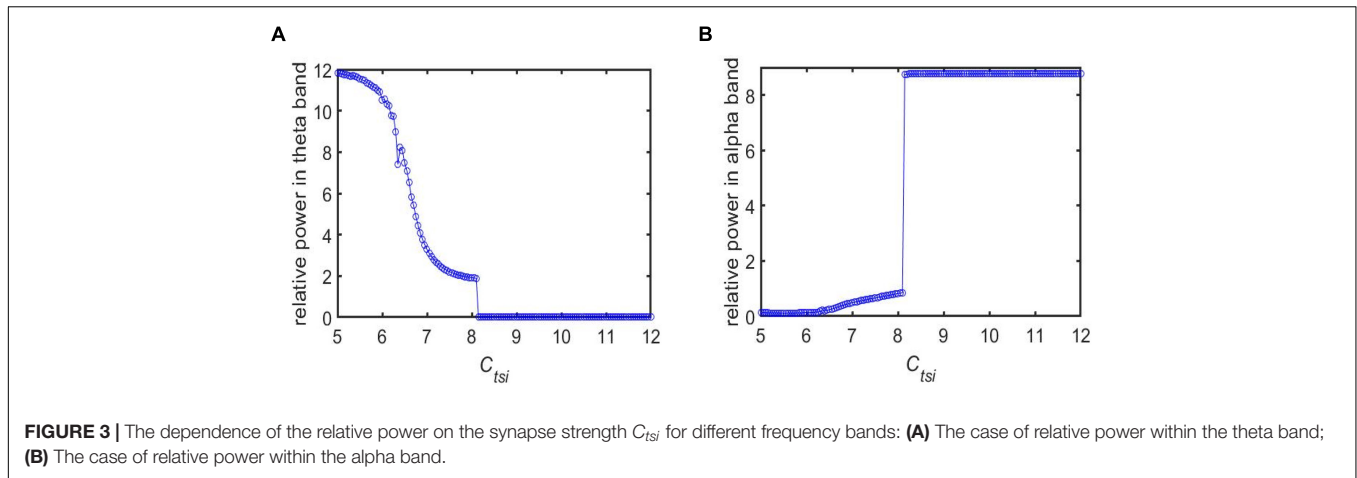 A
B
relative power in theta band
12
10
8
6
4
2
0
5 6 7 8 9 10 11 12
C_tsi
relative power in alpha band
8
6
4
2
0
5 6 7 8 9 10 11 12
C_tsi
FIGURE 3 | The dependence of the relative power on the synapse strength C_tsi for different frequency bands: (A) The case of relative power within the theta band;
(B) The case of relative power within the alpha band.